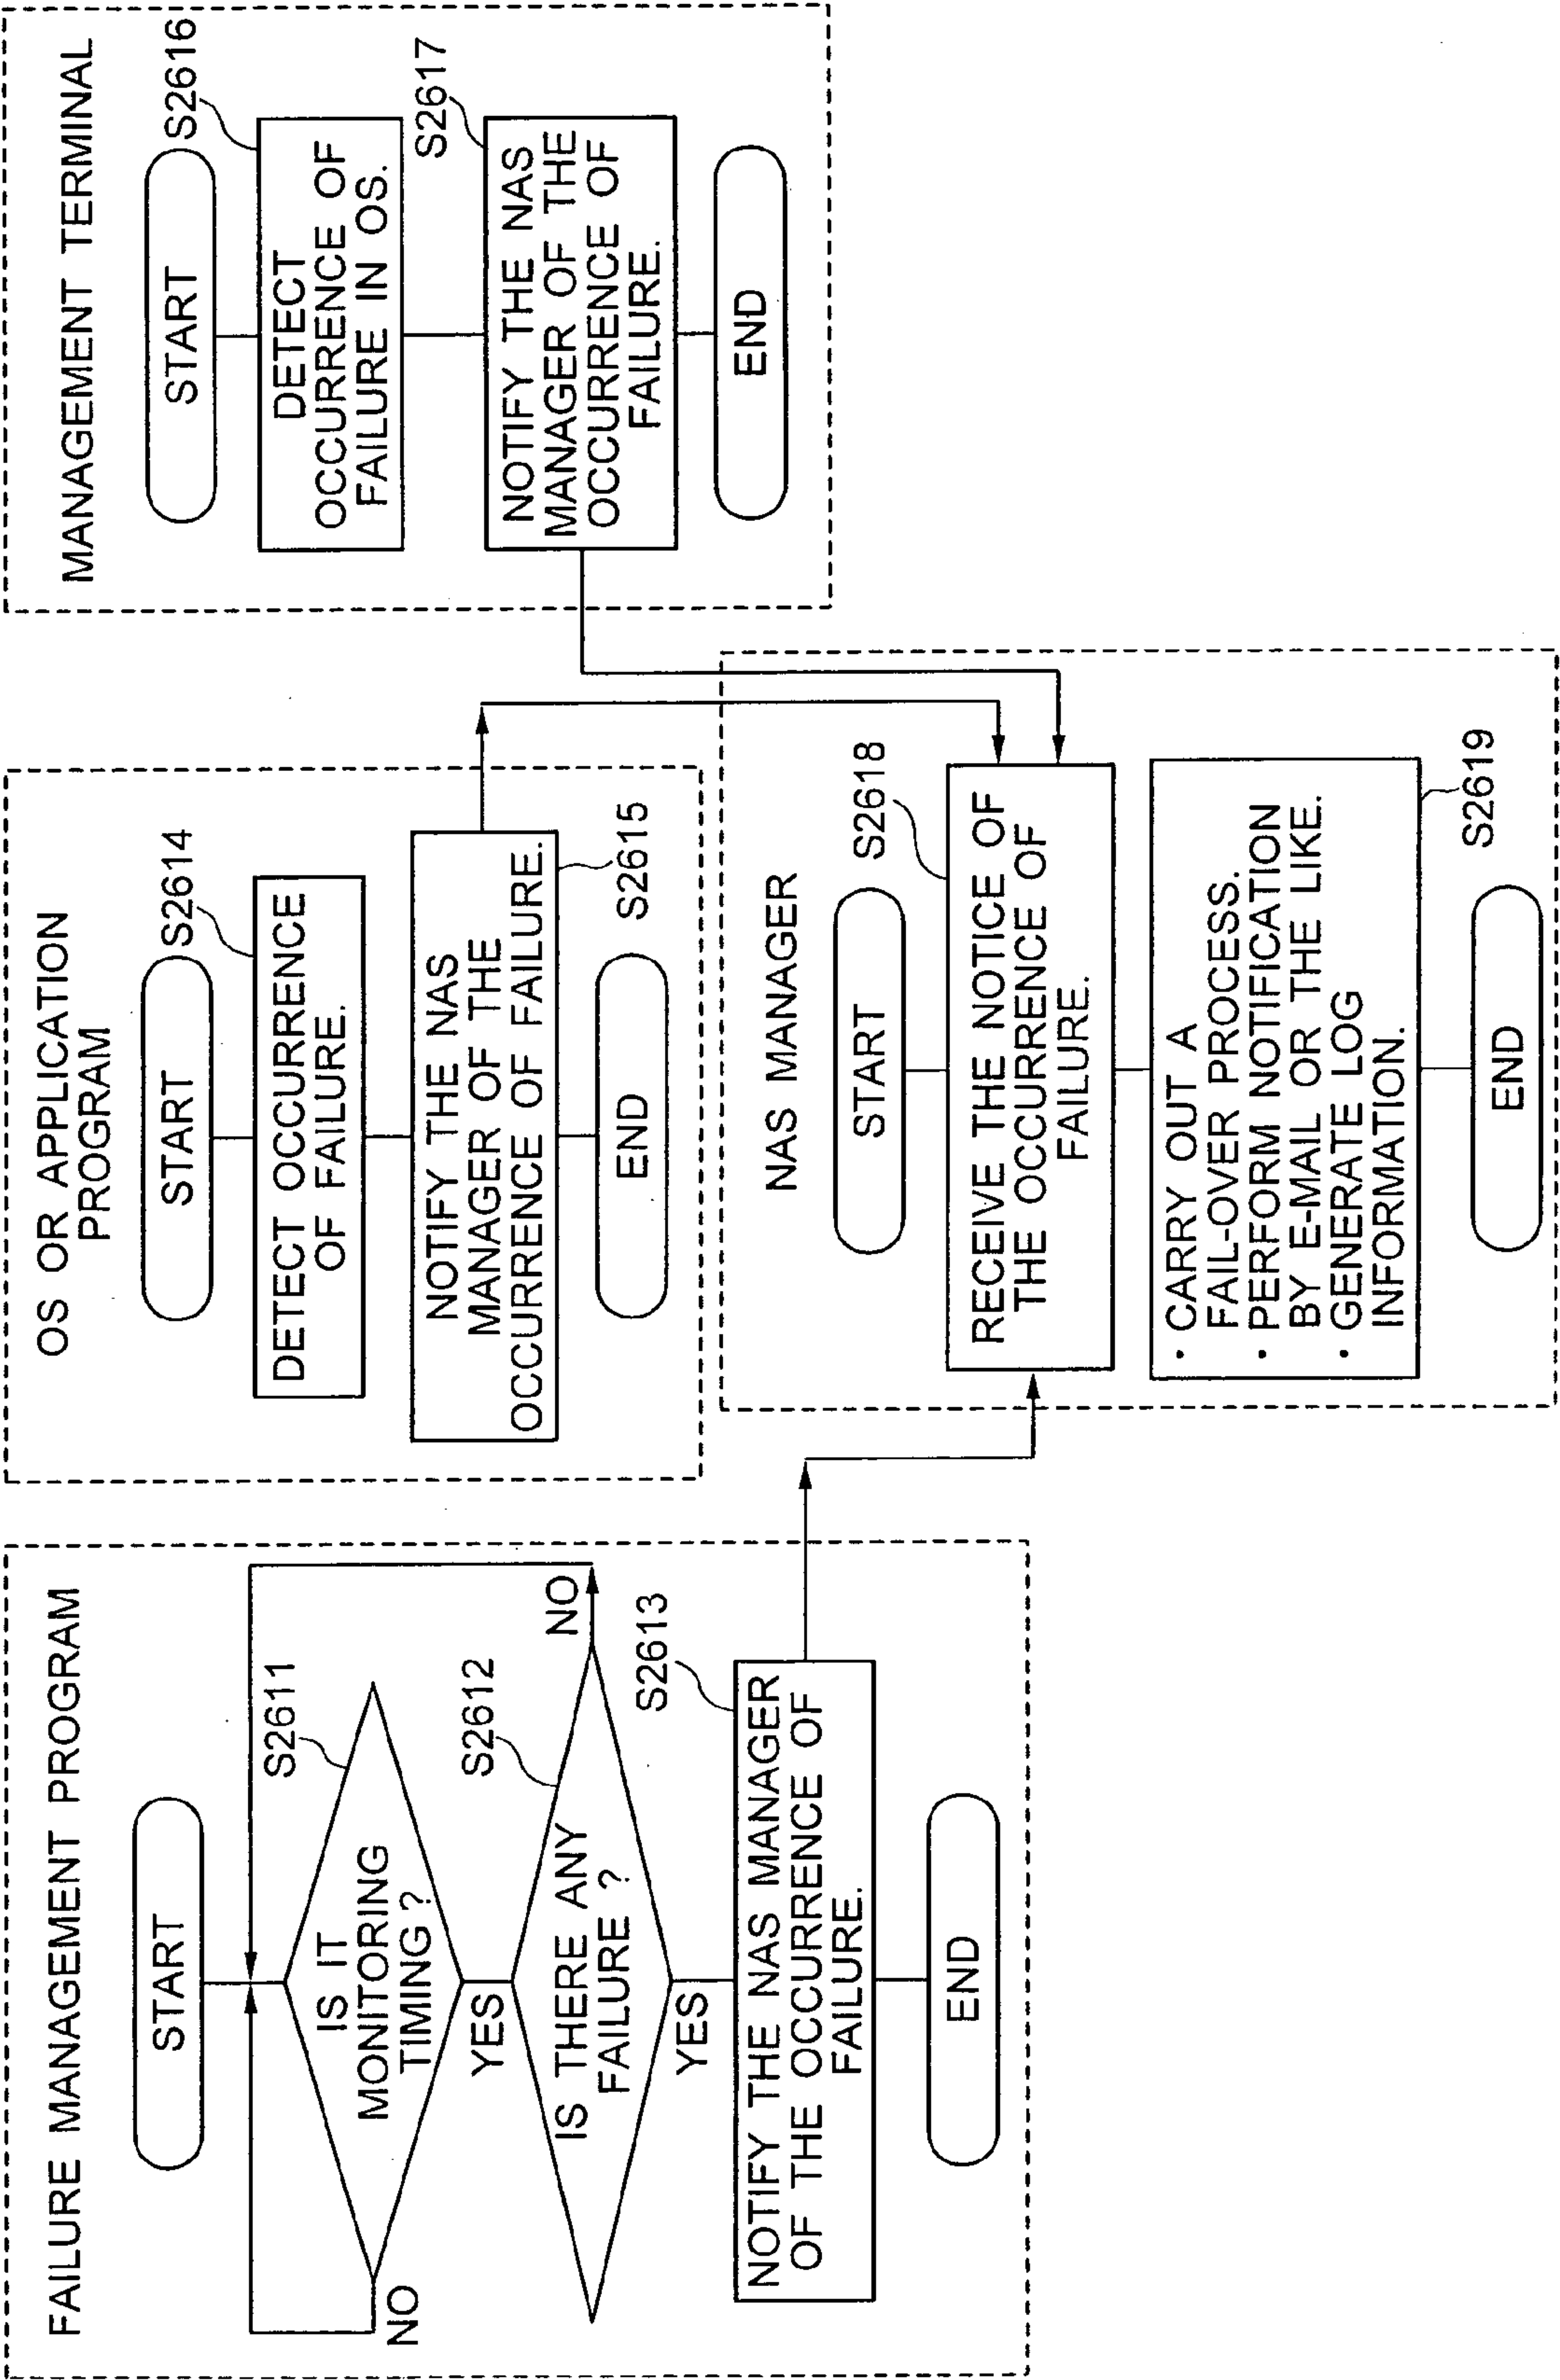 FAILURE MANAGEMENT PROGRAM
START
S2611
IS IT
MONITORING
TIMING ?
NO
YES
S2612
IS THERE ANY
FAILURE ?
NO
YES
S2613
NOTIFY THE NAS MANAGER
OF THE OCCURRENCE OF
FAILURE.
END
OS OR APPLICATION
PROGRAM
START
S2614
DETECT OCCURRENCE
OF FAILURE.
NOTIFY THE NAS
MANAGER OF THE
OCCURRENCE OF FAILURE.
S2615
END
MANAGEMENT TERMINAL
START
S2616
DETECT
OCCURRENCE OF
FAILURE IN OS.
S2617
NOTIFY THE NAS
MANAGER OF THE
OCCURRENCE OF
FAILURE.
END
NAS MANAGER
START
S2618
RECEIVE THE NOTICE OF
THE OCCURRENCE OF
FAILURE.
• CARRY OUT A
FAIL-OVER PROCESS.
• PERFORM NOTIFICATION
BY E-MAIL OR THE LIKE.
• GENERATE LOG
INFORMATION.
S2619
END